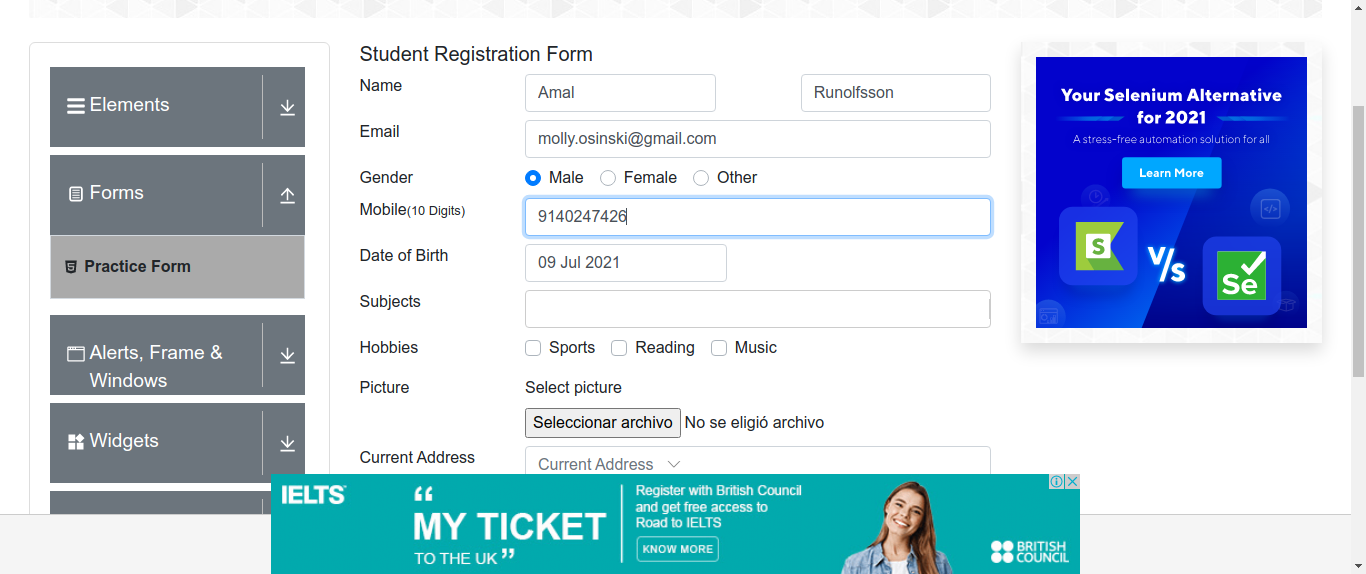 Elements
Forms
Practice Form
Alerts, Frame &
Windows
Widgets
Student Registration Form
Name
Amal
Runolfsson
Email
molly.osinski@gmail.com
Gender
Male
Female
Other
Mobile(10 Digits)
9140247426
Date of Birth
09 Jul 2021
Subjects
Hobbies
Sports
Reading
Music
Picture
Select picture
Seleccionar archivo No se eligió archivo
Current Address
Current Address
Your Selenium Alternative
for 2021
A stress-free automation solution for all
Learn More
S
V/S
Se
IELTS™
“
MY TICKET
TO THE UK”
Register with British Council
and get free access to
Road to IELTS
KNOW MORE
BRITISH
COUNCIL